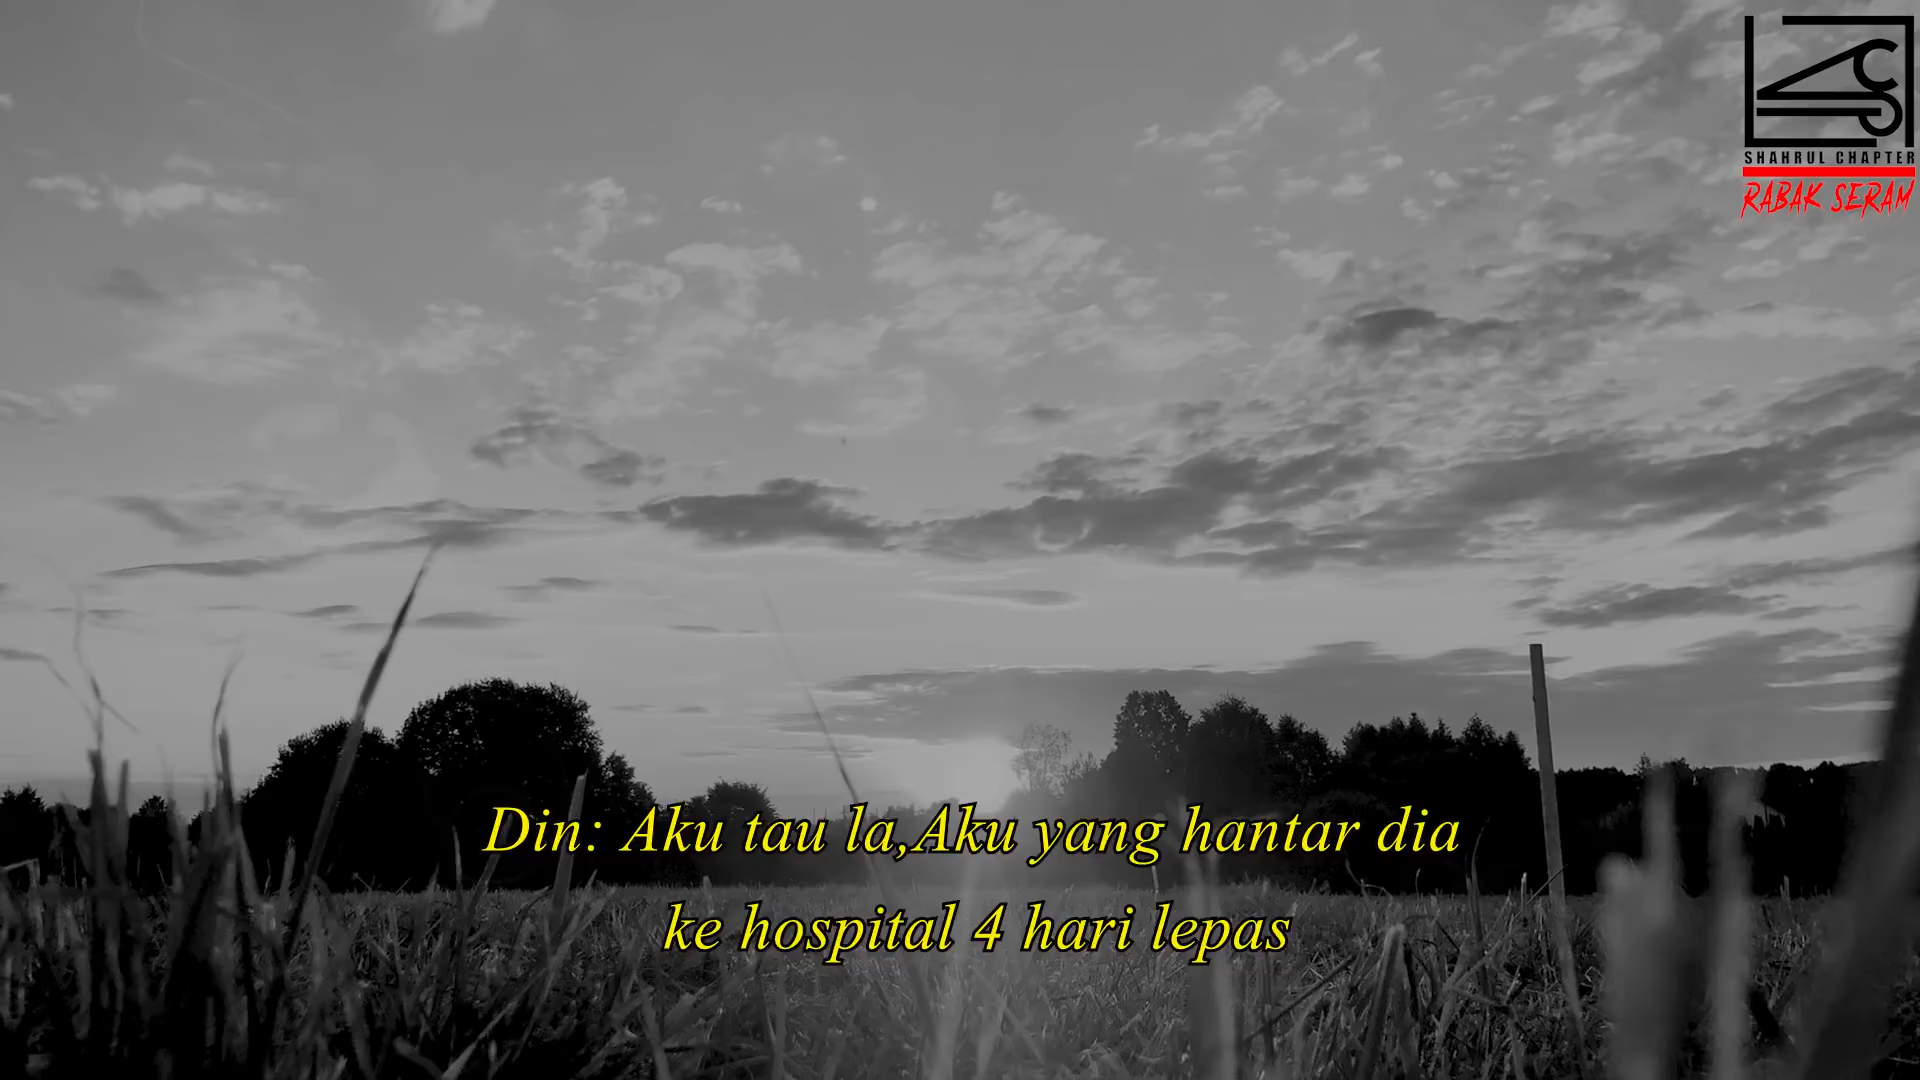 SHAHRUL CHAPTER
RABAK SERAM
Din: Aku tau la,Aku yang hantar dia
ke hospital 4 hari lepas